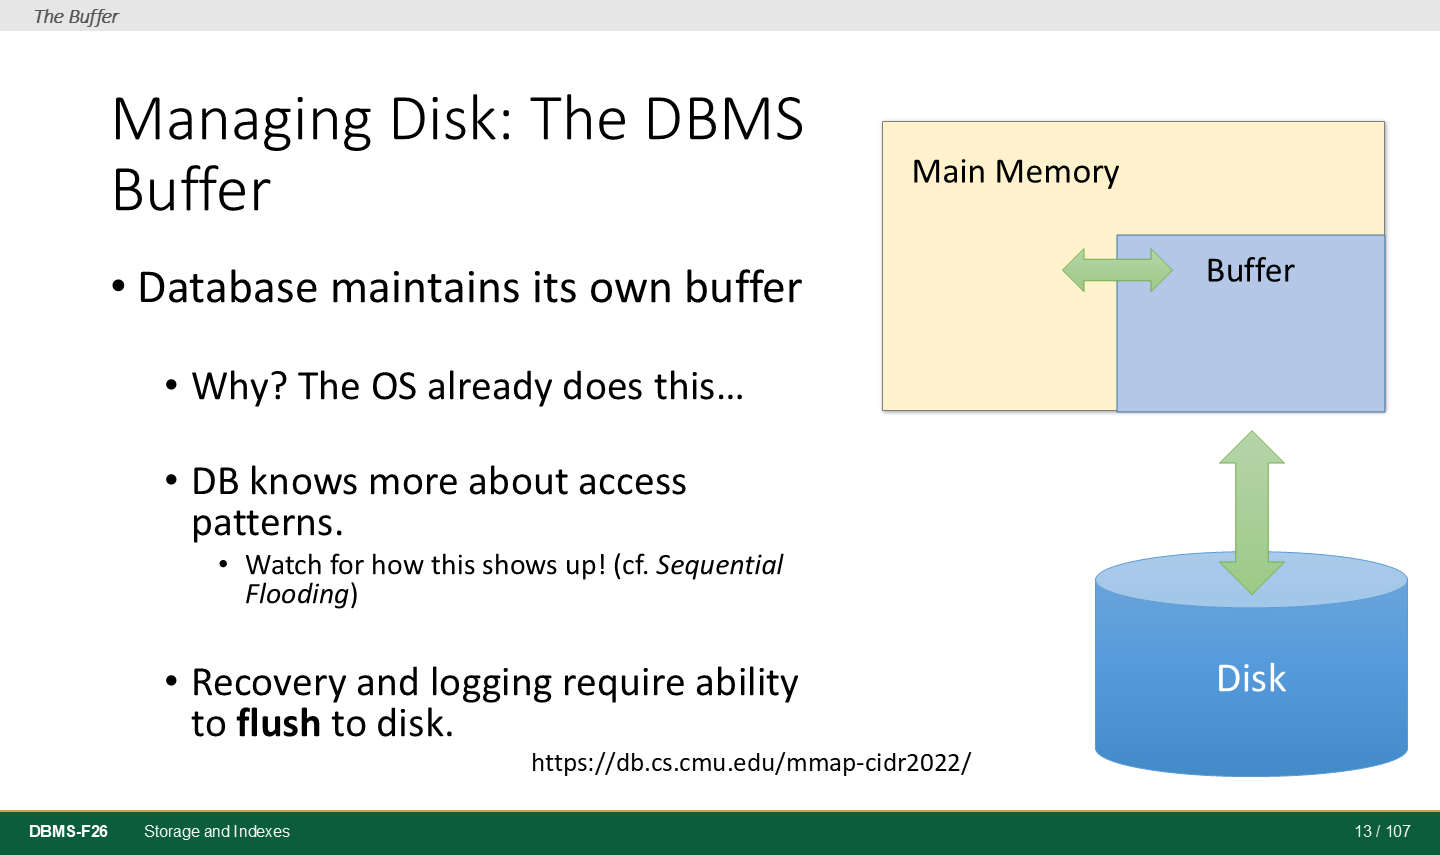 The Buffer
Managing Disk: The DBMS
Buffer
• Database maintains its own buffer
• Why? The OS already does this…
• DB knows more about access
patterns.
• Watch for how this shows up! (cf. Sequential
Flooding)
• Recovery and logging require ability
to flush to disk.
https://db.cs.cmu.edu/mmap-cidr2022/
Main Memory
Buffer
Disk
DBMS-F26 Storage and Indexes 13 / 107